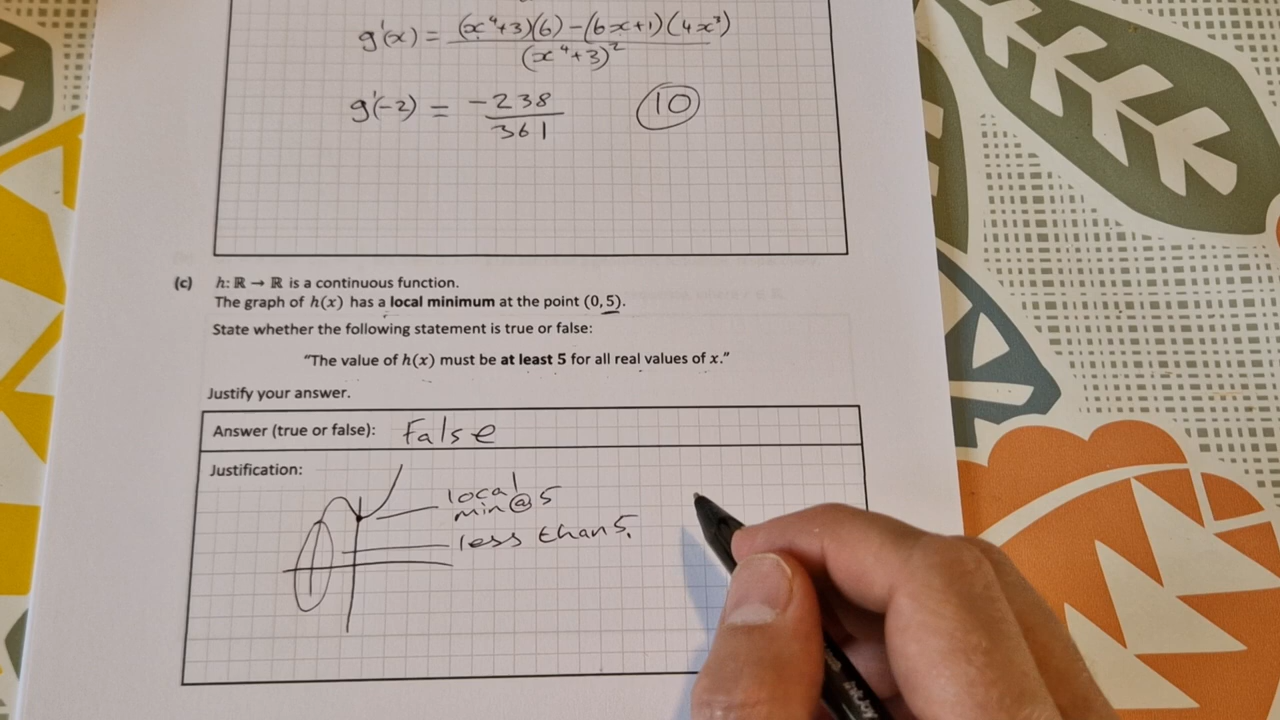 g'(x) = (x⁴+3)(6) - (6x+1)(4x³)
(x⁴+3)²
g'(-2) = -238
361
10
(c) h: ℝ → ℝ is a continuous function.
The graph of h(x) has a local minimum at the point (0, 5).
State whether the following statement is true or false:
"The value of h(x) must be at least 5 for all real values of x."
Justify your answer.
Answer (true or false): False
Justification:
local
min @ 5
less than 5.